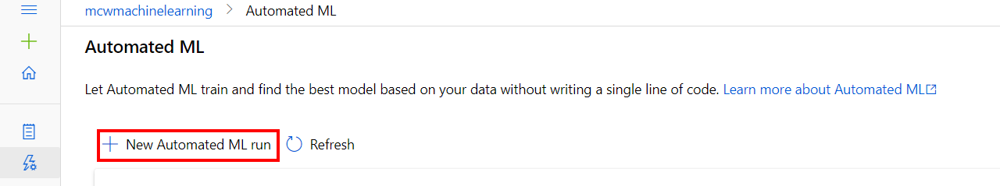 mcwmachinelearning > Automated ML
Automated ML
Let Automated ML train and find the best model based on your data without writing a single line of code. Learn more about Automated ML
New Automated ML run Refresh